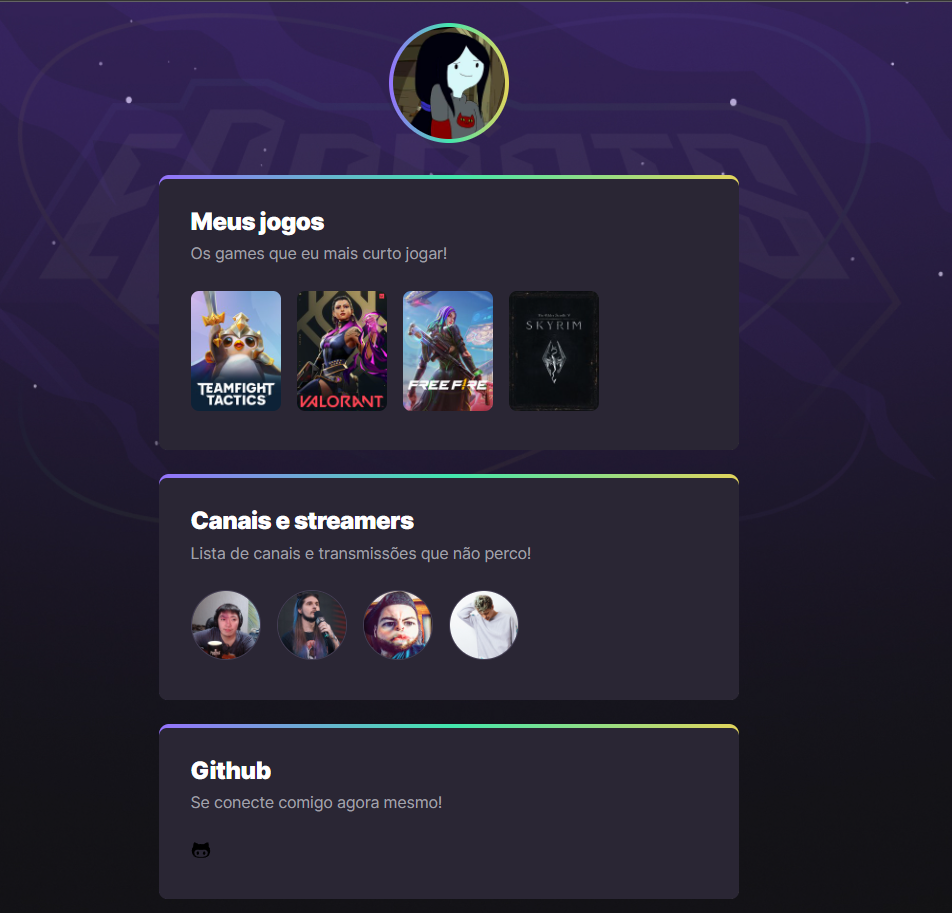 ESPORTS
Meus jogos
Os games que eu mais curto jogar!
TEAMFIGHT
TACTICS
VALORANT
FREE FIRE
SKYRIM
Canais e streamers
Lista de canais e transmissões que não perco!
Github
Se conecte comigo agora mesmo!